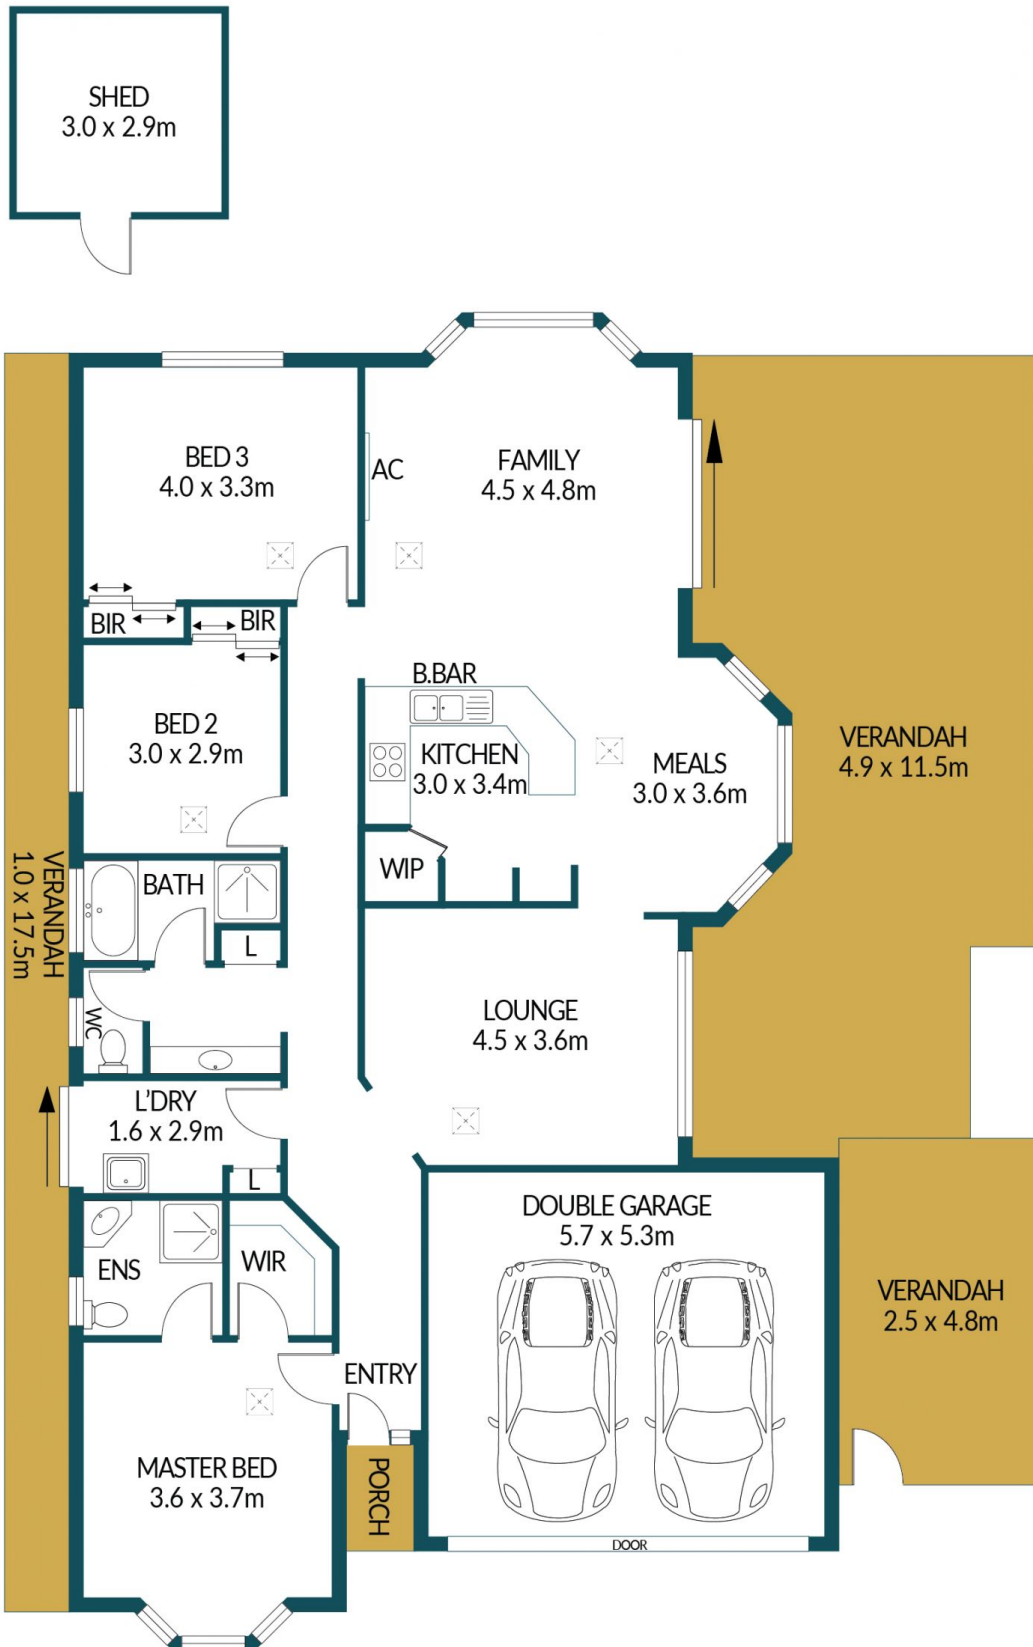 SHED
3.0 x 2.9m
BED 3
4.0 x 3.3m
AC
FAMILY
4.5 x 4.8m
BIR
BIR
B.BAR
BED 2
3.0 x 2.9m
KITCHEN
3.0 x 3.4m
MEALS
3.0 x 3.6m
VERANDAH
4.9 x 11.5m
WIP
BATH
VERANDAH
1.0 x 17.5m
L
WC
LOUNGE
4.5 x 3.6m
L'DRY
1.6 x 2.9m
L
DOUBLE GARAGE
5.7 x 5.3m
ENS
WIR
VERANDAH
2.5 x 4.8m
ENTRY
MASTER BED
3.6 x 3.7m
PORCH
DOOR